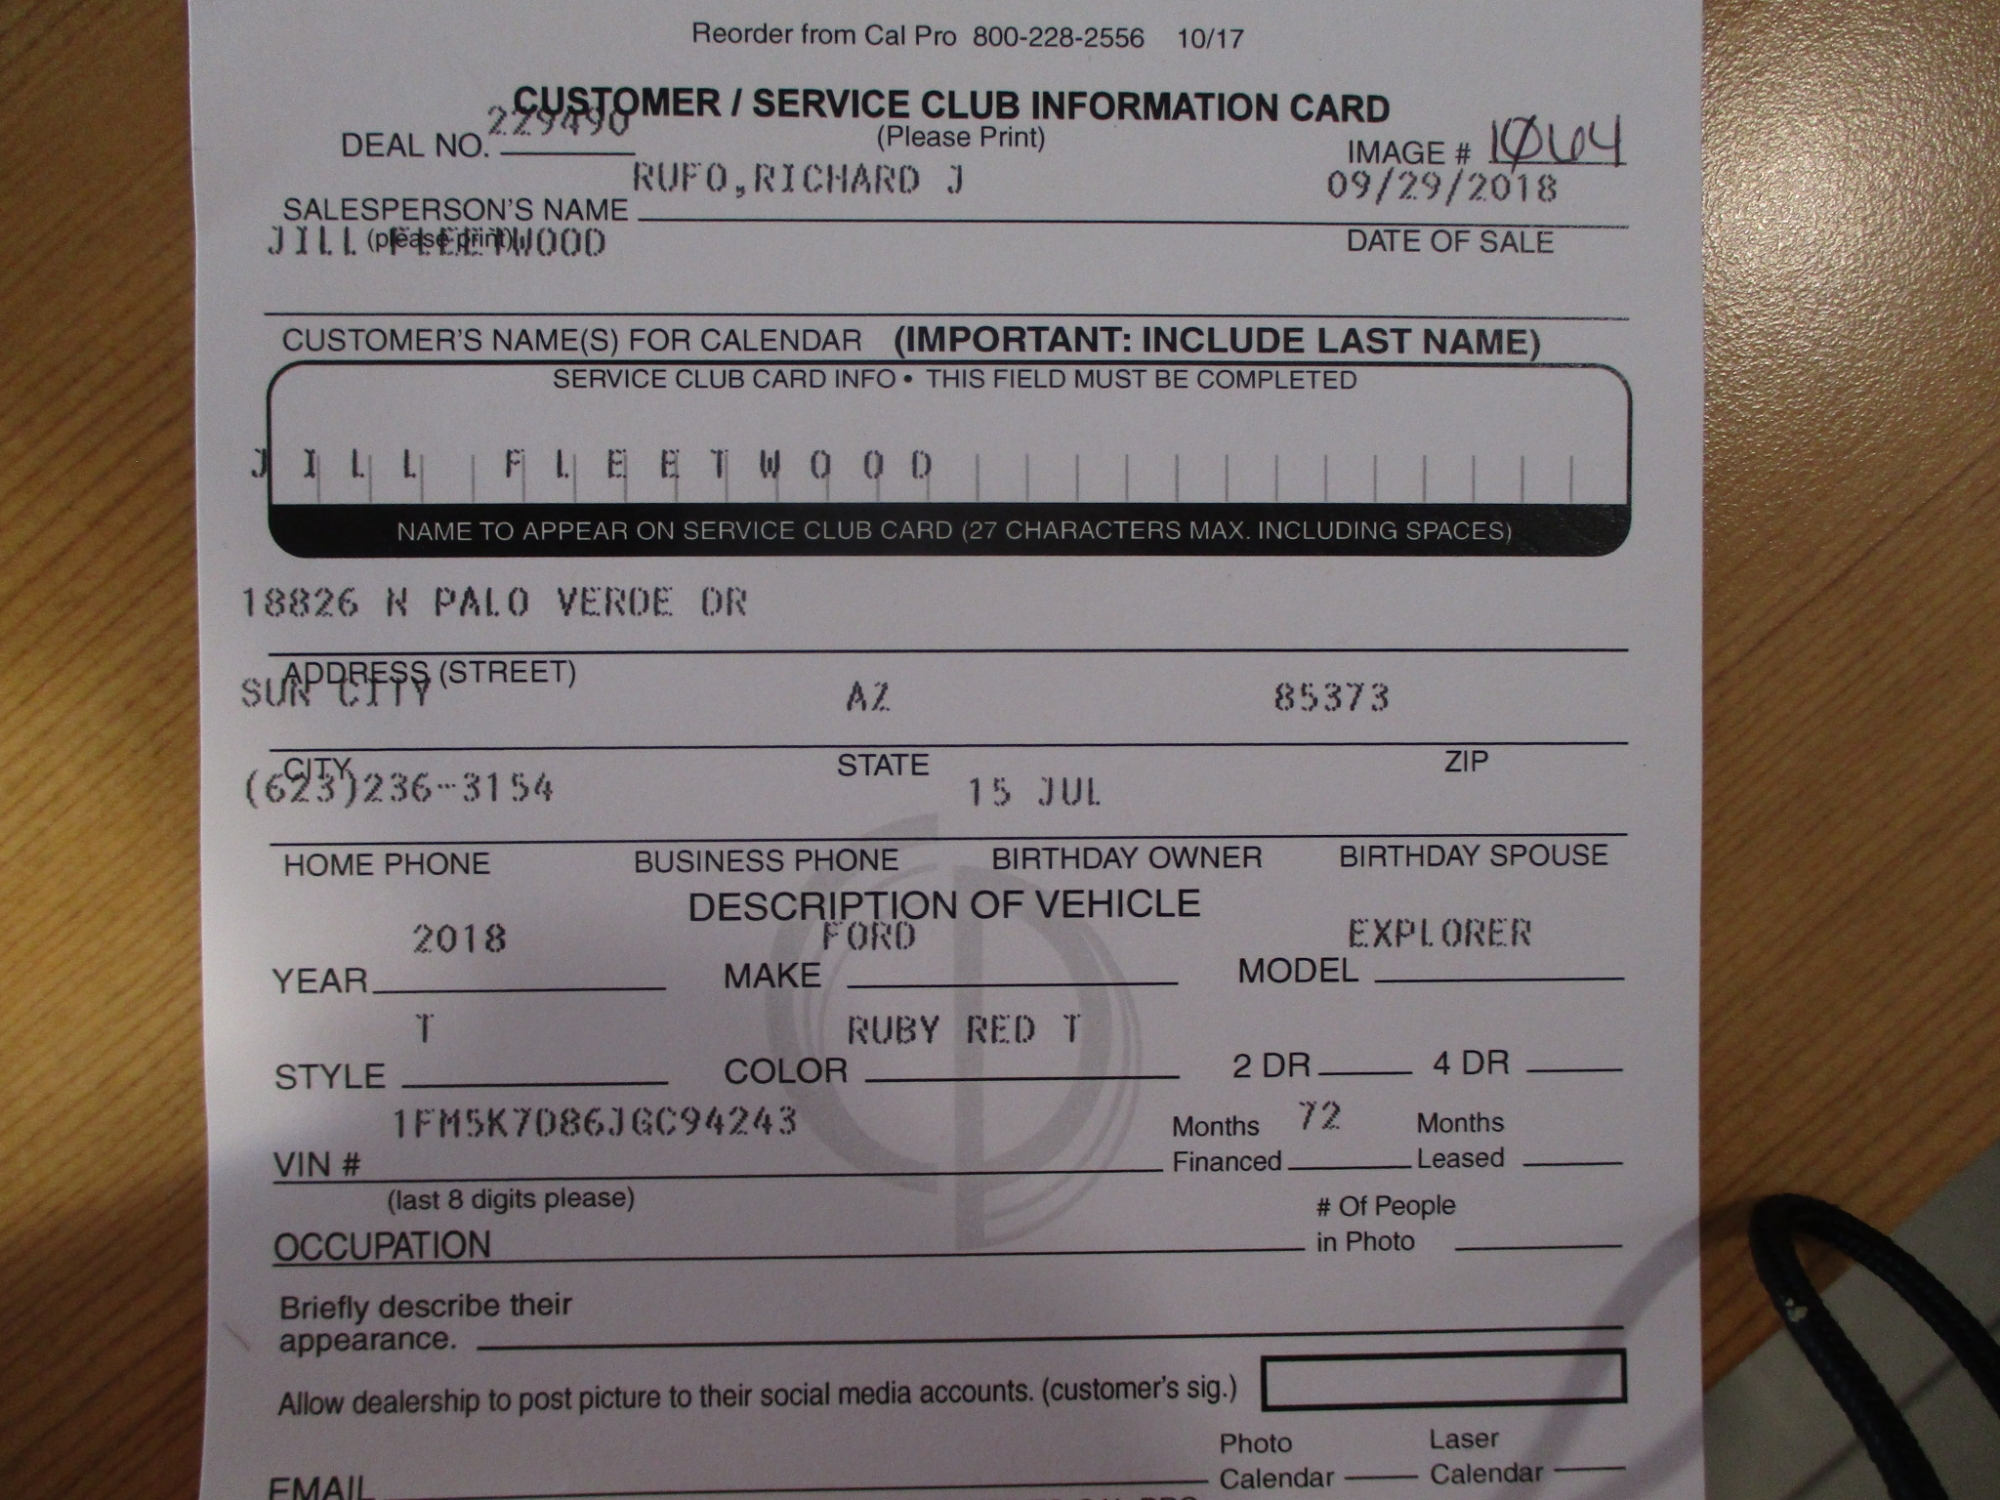 Reorder from Cal Pro 800-228-2556 10/17
CUSTOMER / SERVICE CLUB INFORMATION CARD
(Please Print)
DEAL NO. 229490
IMAGE # 1064
RUFO,RICHARD J
09/29/2018
SALESPERSON'S NAME
(please print)
DATE OF SALE
JILL FLEETWOOD
CUSTOMER'S NAME(S) FOR CALENDAR (IMPORTANT: INCLUDE LAST NAME)
SERVICE CLUB CARD INFO • THIS FIELD MUST BE COMPLETED
JILL FLEETWOOD
NAME TO APPEAR ON SERVICE CLUB CARD (27 CHARACTERS MAX. INCLUDING SPACES)
18826 N PALO VERDE DR
ADDRESS (STREET)
SUN CITY AZ 85373
CITY STATE ZIP
(623)236-3154 15 JUL
HOME PHONE BUSINESS PHONE BIRTHDAY OWNER BIRTHDAY SPOUSE
DESCRIPTION OF VEHICLE
2018 FORD EXPLORER
YEAR MAKE MODEL
T RUBY RED T
STYLE COLOR 2 DR 4 DR
1FM5K7D86JGC94243
VIN #
(last 8 digits please)
Months Financed 72 Months Leased
OCCUPATION
# Of People
in Photo
Briefly describe their
appearance.
Allow dealership to post picture to their social media accounts. (customer's sig.)
EMAIL
Photo Calendar
Laser Calendar